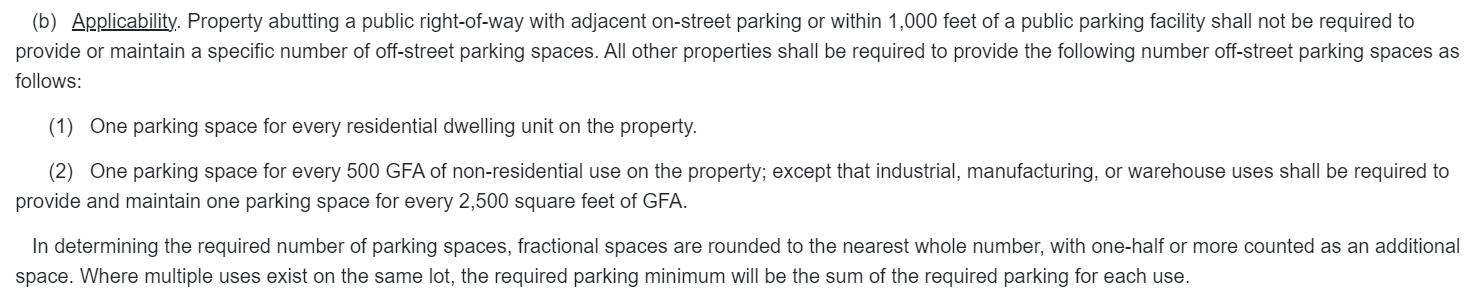 (b) Applicability. Property abutting a public right-of-way with adjacent on-street parking or within 1,000 feet of a public parking facility shall not be required to
provide or maintain a specific number of off-street parking spaces. All other properties shall be required to provide the following number off-street parking spaces as
follows:
(1) One parking space for every residential dwelling unit on the property.
(2) One parking space for every 500 GFA of non-residential use on the property; except that industrial, manufacturing, or warehouse uses shall be required to
provide and maintain one parking space for every 2,500 square feet of GFA.
In determining the required number of parking spaces, fractional spaces are rounded to the nearest whole number, with one-half or more counted as an additional
space. Where multiple uses exist on the same lot, the required parking minimum will be the sum of the required parking for each use.